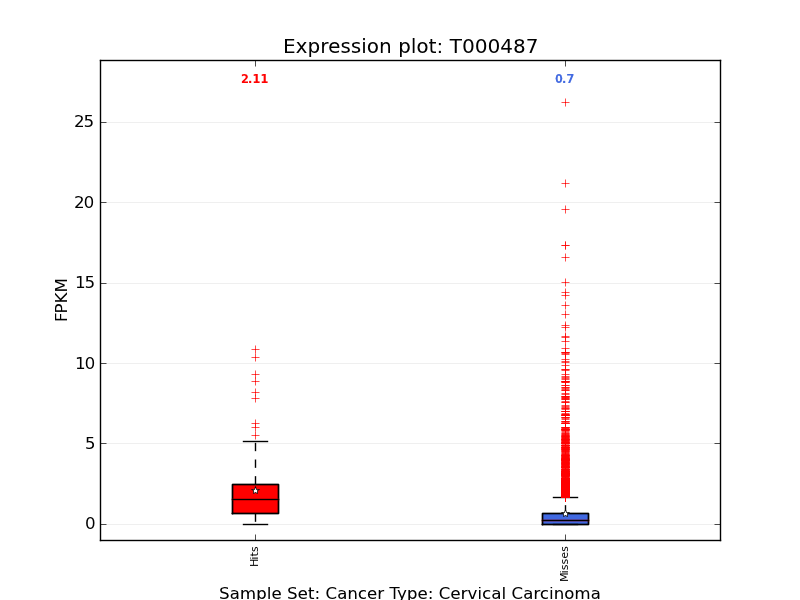 Expression plot: T000487
2.11
0.7
25
20
15
10
5
0
FPKM
Hits
Misses
Sample Set: Cancer Type: Cervical Carcinoma